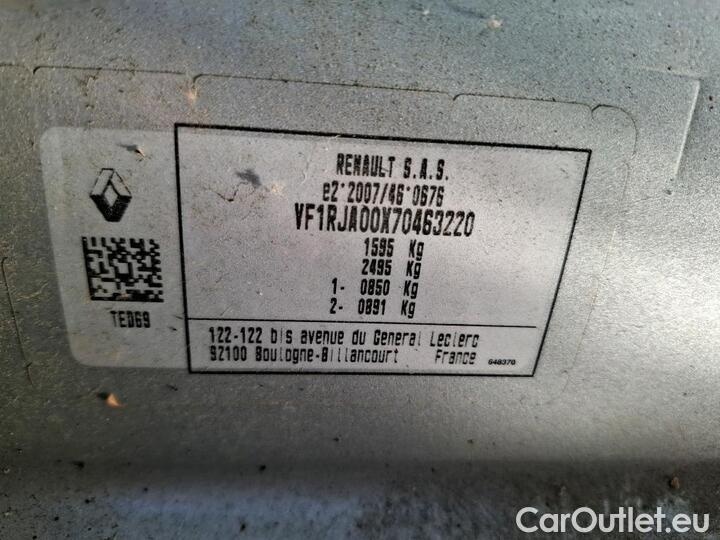 RENAULT S.A.S.
e2*2007/46*0676
VF1RJA00X70463220
1595 Kg
2495 Kg
1- 0850 Kg
2- 0891 Kg
TED69
122-122 bis avenue du General Leclerc
92100 Boulogne-Billancourt France 648370
CarOutlet.eu